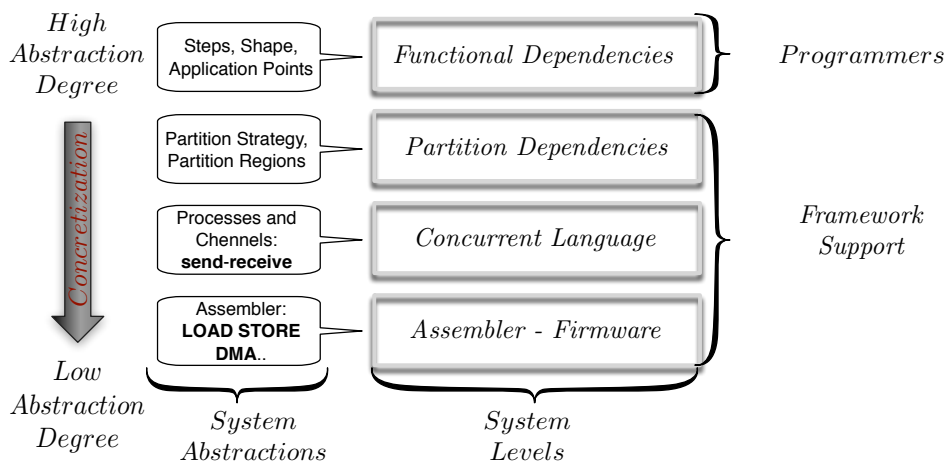 High
Abstraction
Degree
Steps, Shape,
Application Points
Functional Dependencies
Programmers
Concretization
Partition Strategy,
Partition Regions
Partition Dependencies
Processes and
Chennels:
send-receive
Concurrent Language
Framework
Support
Assembler:
LOAD STORE
DMA..
Assembler - Firmware
Low
Abstraction
Degree
System
Abstractions
System
Levels